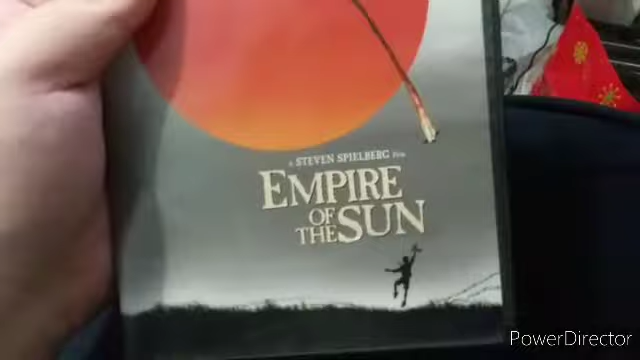 A STEVEN SPIELBERG Film
EMPIRE
OF
THE SUN
PowerDirector